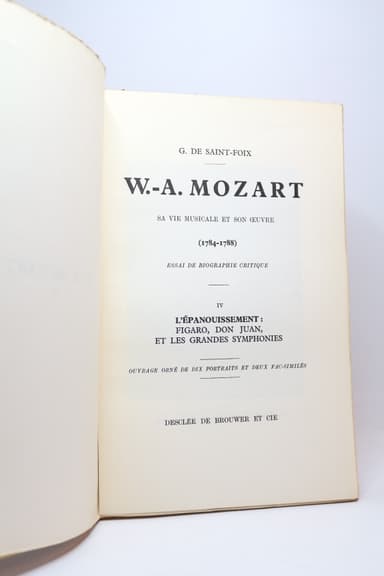 G. DE SAINT-FOIX
W.-A. MOZART
SA VIE MUSICALE ET SON ŒUVRE
(1784-1788)
ESSAI DE BIOGRAPHIE CRITIQUE
IV
L'ÉPANOUISSEMENT :
FIGARO, DON JUAN,
ET LES GRANDES SYMPHONIES
OUVRAGE ORNÉ DE DIX PORTRAITS ET DEUX FAC-SIMILÉS
DESCLÉE DE BROUWER ET CIE